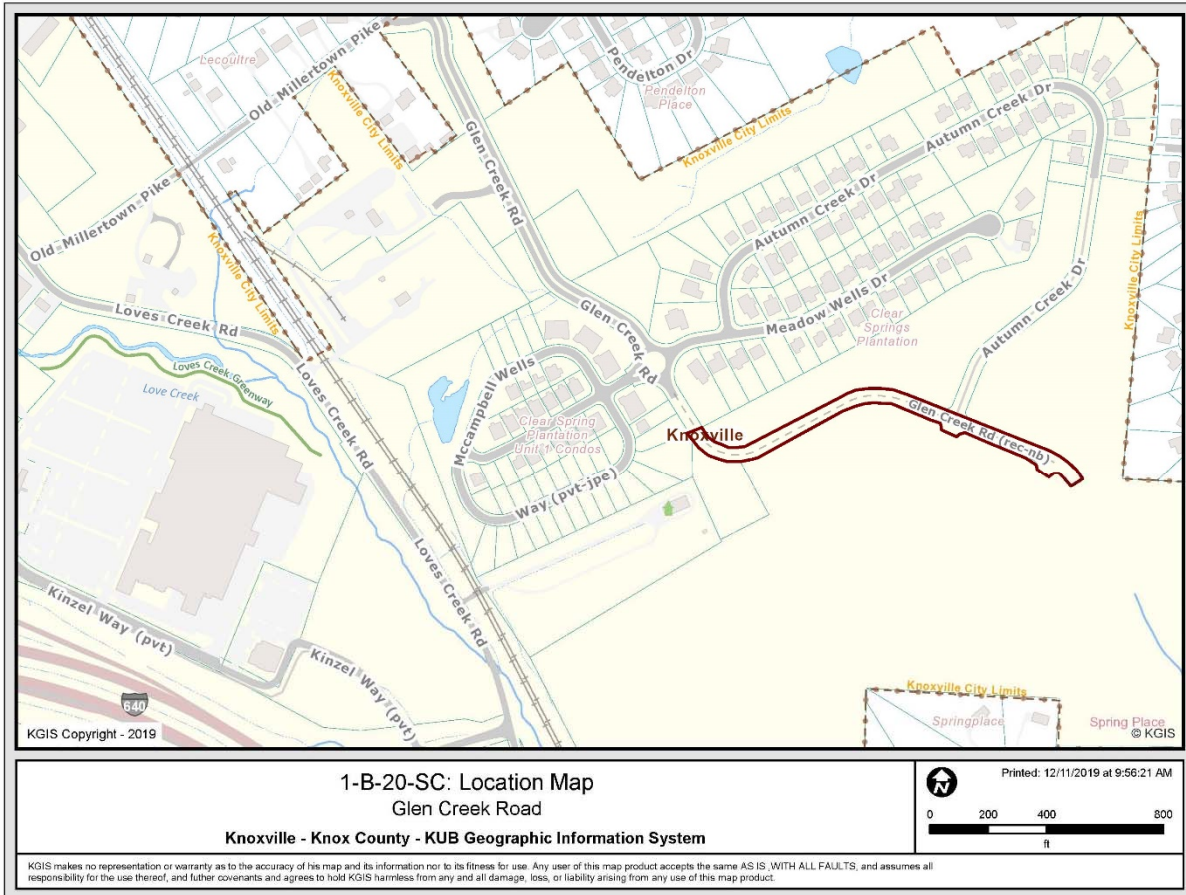 Lecoultre
Old Millertown Pike
Pendelton Dr
Pendelton
Place
Knoxville City Limits
Glen Creek Rd
Knoxville City Limits
Autumn Creek Dr
Old-Millertown-Pike
Knoxville City Limits
Autumn Creek Dr
Knoxville City Limits
Loves Creek Rd
Glen Creek Rd
Meadow Wells Dr
Clear
Springs
Plantation
Autumn Creek Dr
Loves Creek Greenway
Love Creek
Loves Creek Rd
Mccampbell Wells
Clear Spring
Plantation
Unit 1 Condos
Knoxville
Glen Creek Rd (rec-nb)
Way (pvt-jpe)
Loves Creek Rd
Kinzel Way (pvt)
Kinzel Way (pvt)
640
Knoxville City Limits
Springplace
Spring Place
KGIS Copyright - 2019
© KGIS
1-B-20-SC: Location Map
Glen Creek Road
Knoxville - Knox County - KUB Geographic Information System
N
Printed: 12/11/2019 at 9:56:21 AM
0 200 400 800
ft
KGIS makes no representation or warranty as to the accuracy of his map and its information nor to its fitness for use. Any user of this map product accepts the same AS IS ,WITH ALL FAULTS, and assumes all
responsibility for the use thereof, and futher covenants and agrees to hold KGIS harmless from any and all damage, loss, or liability arising from any use of this map product.